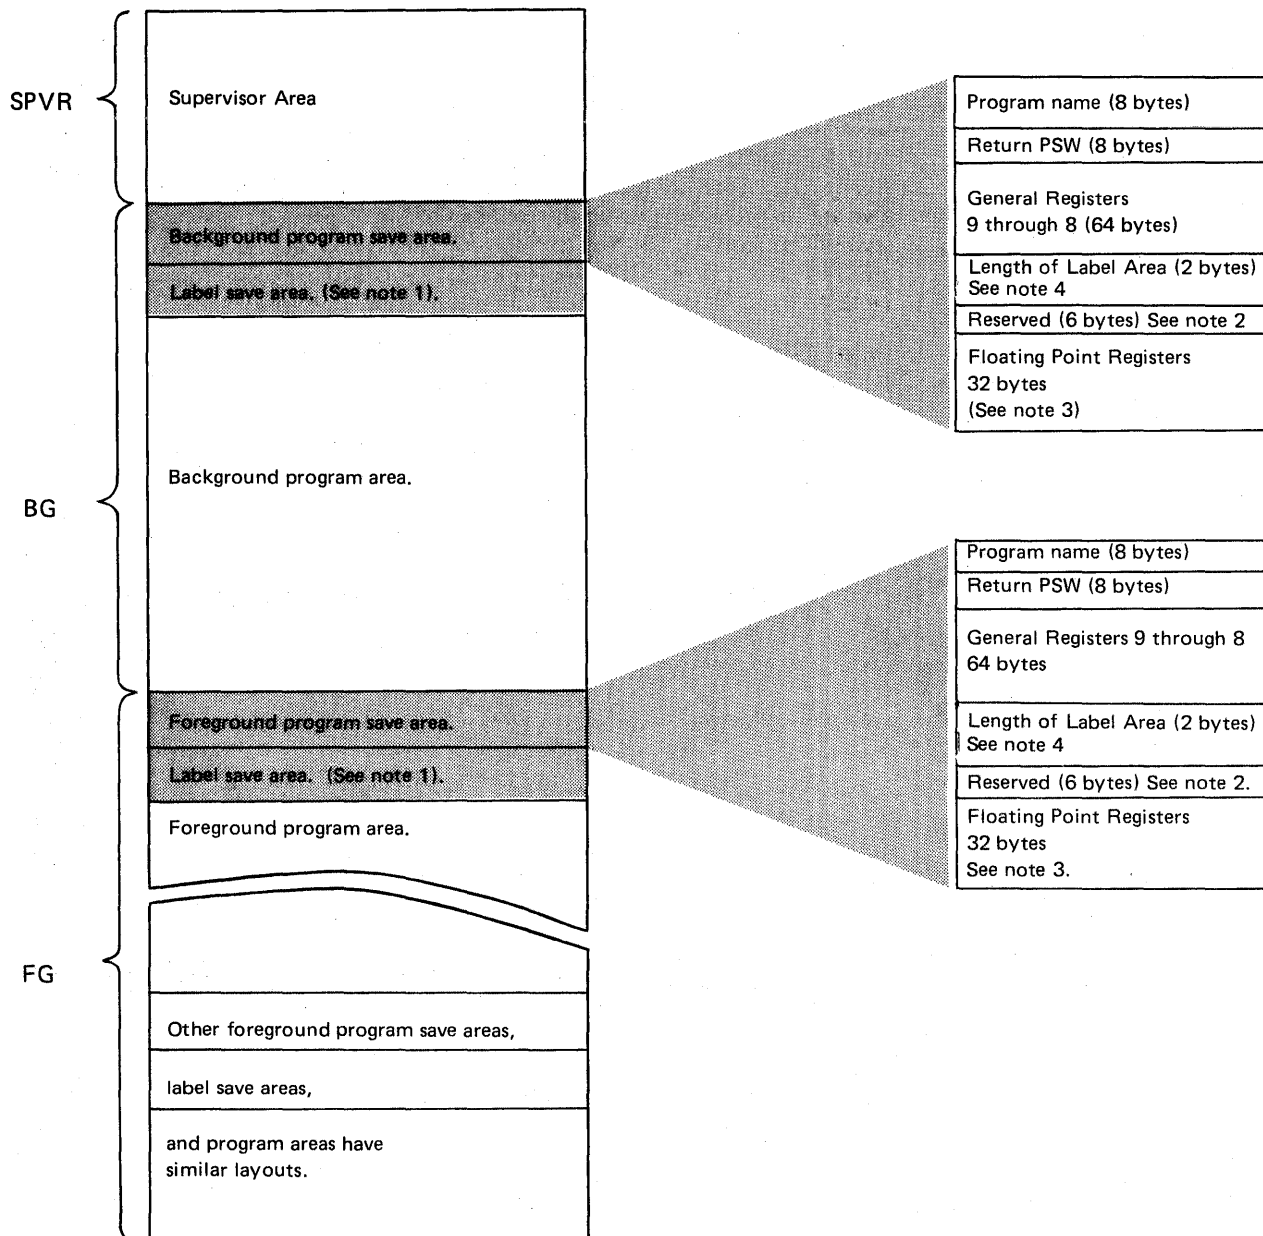 SPVR
Supervisor Area
Background program save area.
Label save area. (See note 1).
BG
Background program area.
Foreground program save area.
Label save area. (See note 1).
Foreground program area.
FG
Other foreground program save areas,
label save areas,
and program areas have
similar layouts.
Program name (8 bytes)
Return PSW (8 bytes)
General Registers
9 through 8 (64 bytes)
Length of Label Area (2 bytes)
See note 4
Reserved (6 bytes) See note 2
Floating Point Registers
32 bytes
(See note 3)
Program name (8 bytes)
Return PSW (8 bytes)
General Registers 9 through 8
64 bytes
Length of Label Area (2 bytes)
See note 4
Reserved (6 bytes) See note 2.
Floating Point Registers
32 bytes
See note 3.